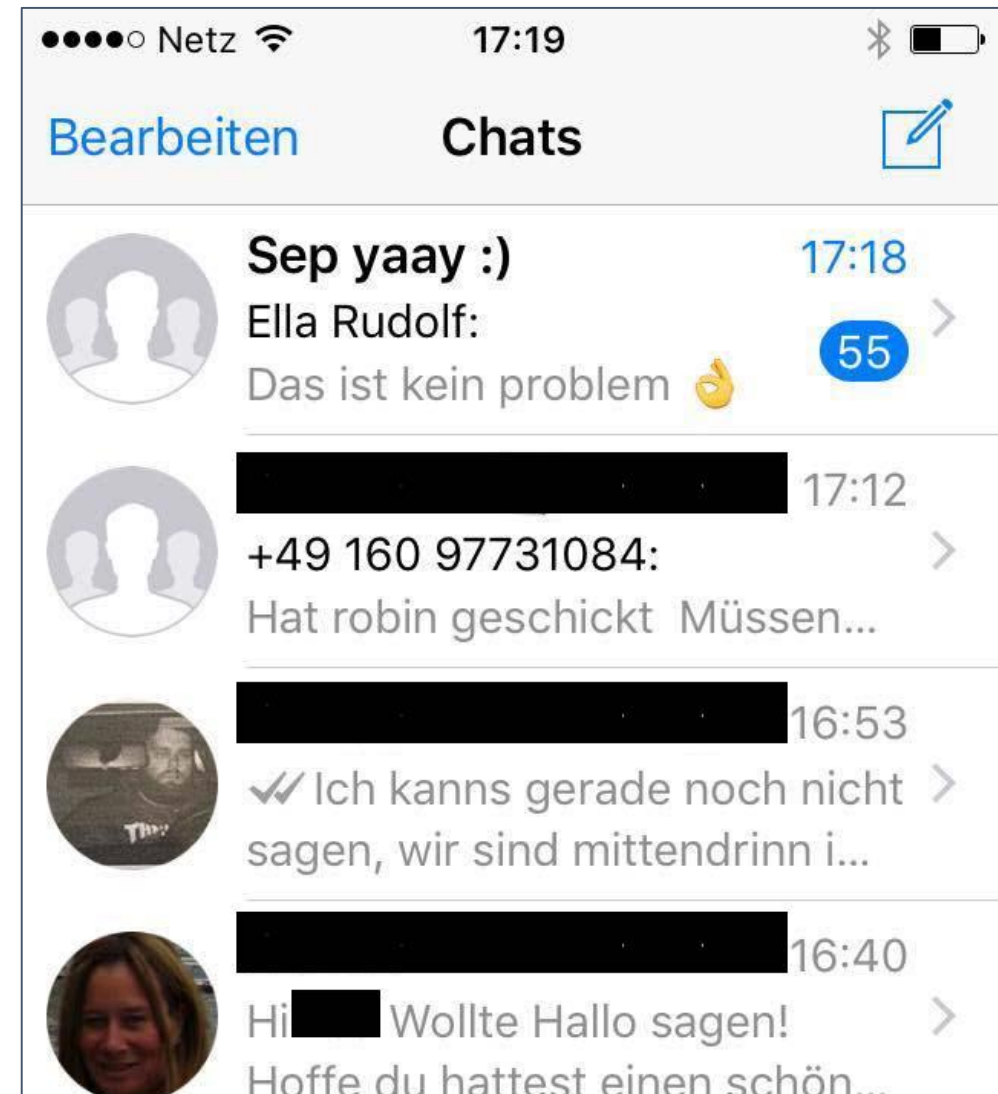 Netz 17:19
Bearbeiten Chats
Sep yaay :) 17:18
Ella Rudolf:
55
Das ist kein problem 👌
17:12
+49 160 97731084:
Hat robin geschickt Müssen...
16:53
Ich kanns gerade noch nicht
sagen, wir sind mittendrinn i...
16:40
Hi Wollte Hallo sagen!
Hoffe du hattest einen schön...